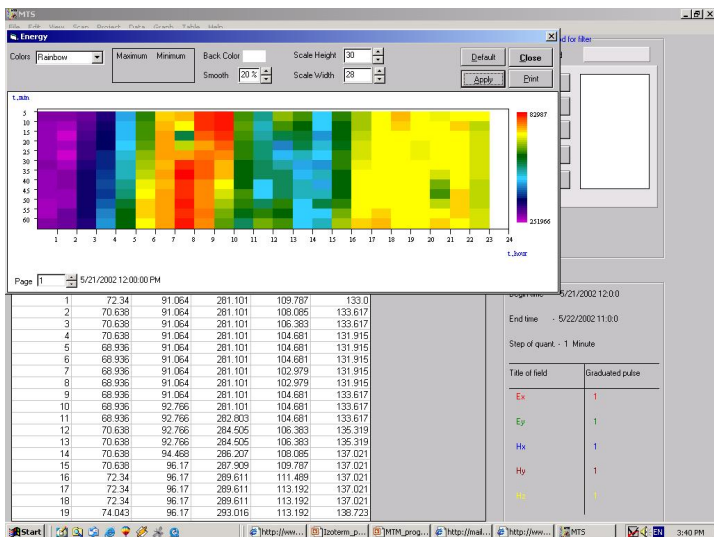 MTS
File Edit View Scan Project Data Graph Table Help
Energy
Colors Rainbow Maximum Minimum Back Color Scale Height 30 Default Close
Smooth 20 % Scale Width 28 Apply Print
d for filter
t,min
5
10
15
20
25
30
35
40
45
50
55
60
82987
251966
1 2 3 4 5 6 7 8 9 10 11 12 13 14 15 16 17 18 19 20 21 22 23 24
t,hour
Page 1 5/21/2002 12:00:00 PM
1 72.34 91.064 281.101 109.787 133.0
2 70.638 91.064 281.101 108.085 133.617
3 70.638 91.064 281.101 106.383 133.617
4 70.638 91.064 281.101 104.681 131.915
5 68.936 91.064 281.101 104.681 131.915
6 68.936 91.064 281.101 104.681 131.915
7 68.936 91.064 281.101 102.979 131.915
8 68.936 91.064 281.101 102.979 131.915
9 68.936 91.064 281.101 104.681 133.617
10 68.936 92.766 281.101 104.681 133.617
11 68.936 92.766 282.803 104.681 133.617
12 70.638 92.766 284.505 106.383 135.319
13 70.638 92.766 284.505 106.383 135.319
14 70.638 94.468 286.207 108.085 137.021
15 70.638 96.17 287.909 109.787 137.021
16 72.34 96.17 289.611 111.489 137.021
17 72.34 96.17 289.611 113.192 137.021
18 72.34 96.17 289.611 113.192 137.021
19 74.043 96.17 293.016 113.192 138.723
Begin time - 5/21/2002 12:0:0
End time - 5/22/2002 11:0:0
Step of quant. - 1 Minute
Title of field Graduated pulse
Ex 1
Ey 1
Hx 1
Hy 1
Hz 1
Start http://ww... Izoterm_p... MTM_prog... http://mail... http://ww... MTS EN 3:40 PM